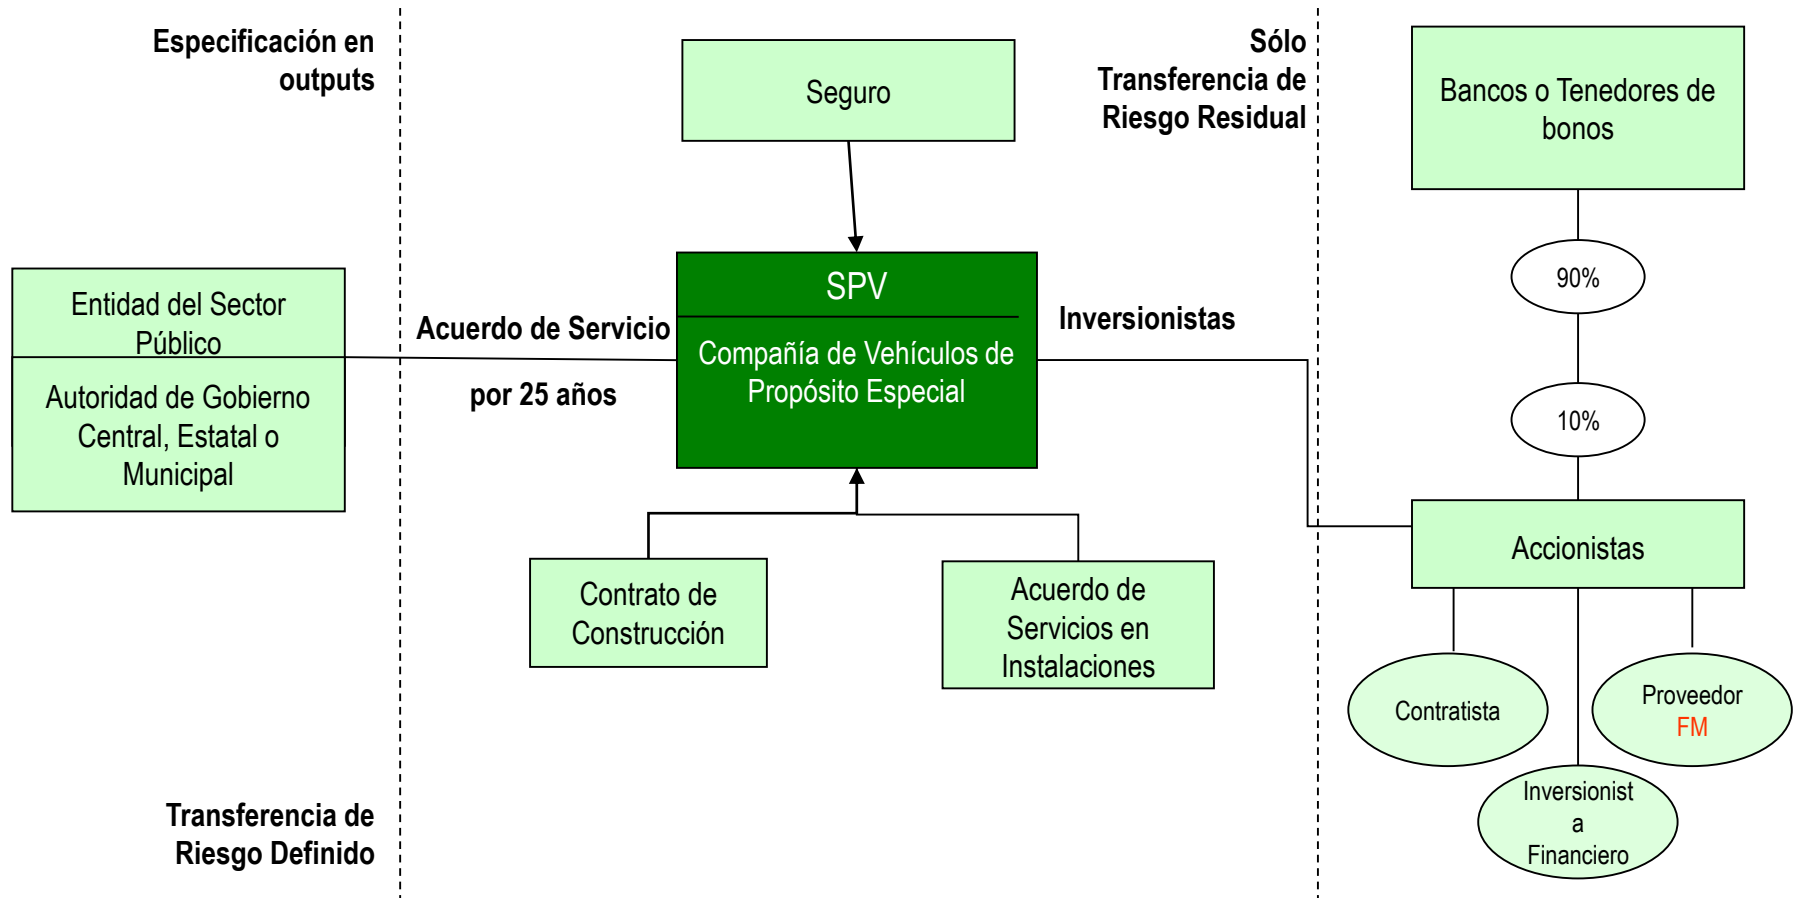 Especificación en
outputs
Entidad del Sector
Público
Autoridad de Gobierno
Central, Estatal o
Municipal
Transferencia de
Riesgo Definido
Acuerdo de Servicio
por 25 años
Seguro
SPV
Compañía de Vehículos de
Propósito Especial
Contrato de
Construcción
Acuerdo de
Servicios en
Instalaciones
Inversionistas
Sólo
Transferencia de
Riesgo Residual
Bancos o Tenedores de
bonos
90%
10%
Accionistas
Contratista
Proveedor
FM
Inversionist
a
Financiero